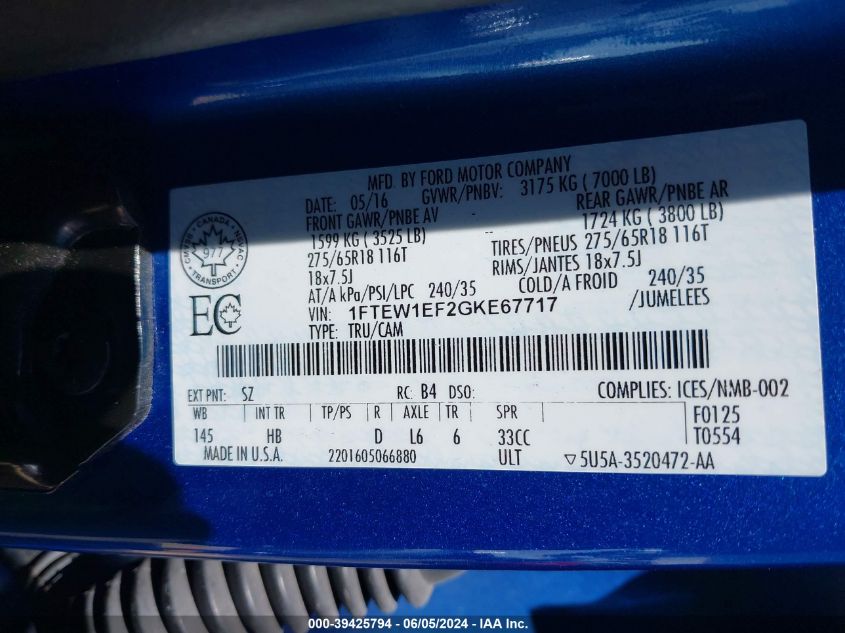 MFD. BY FORD MOTOR COMPANY
DATE: 05/16 GVWR/PNBV: 3175 KG ( 7000 LB)
FRONT GAWR/PNBE AV REAR GAWR/PNBE AR
1599 KG ( 3525 LB) 1724 KG ( 3800 LB)
275/65R18 116T TIRES/PNEUS 275/65R18 116T
18x7.5J RIMS/JANTES 18x7.5J
AT/A kPa/PSI/LPC 240/35 COLD/A FROID 240/35
VIN: 1FTEW1EF2GKE67717 /JUMELEES
TYPE: TRU/CAM
CANADA
977
TRANSPORT
CMVSS
NSVAC
EC
EXT PNT: SZ RC: B4 DSO: COMPLIES: ICES/NMB-002
WB INT TR TP/PS R AXLE TR SPR F0125
145 HB D L6 6 33CC T0554
MADE IN U.S.A. 2201605066880 ULT ▽5U5A-3520472-AA
000-39425794 - 06/05/2024 - IAA Inc.